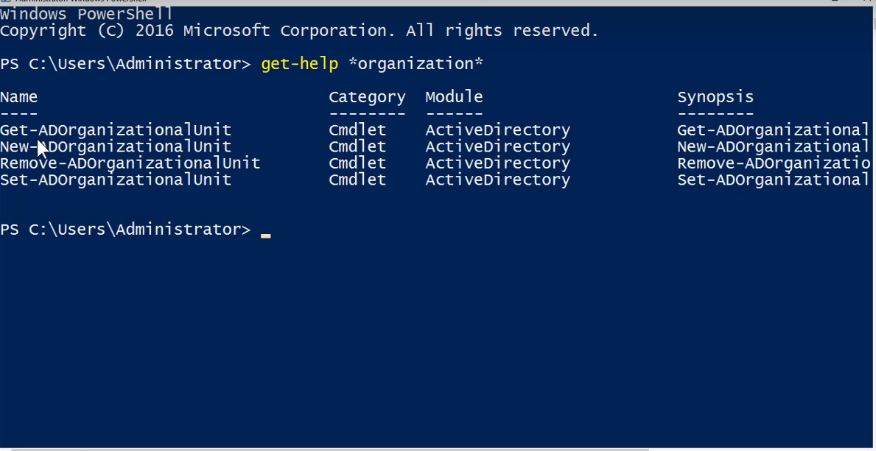 Windows PowerShell
Copyright (C) 2016 Microsoft Corporation. All rights reserved.
PS C:\Users\Administrator> get-help *organization*
Name Category Module Synopsis
---- -------- ------ --------
Get-ADOrganizationalUnit Cmdlet ActiveDirectory Get-ADOrganizational
New-ADOrganizationalUnit Cmdlet ActiveDirectory New-ADOrganizational
Remove-ADOrganizationalUnit Cmdlet ActiveDirectory Remove-ADOrganizatio
Set-ADOrganizationalUnit Cmdlet ActiveDirectory Set-ADOrganizational
PS C:\Users\Administrator> _